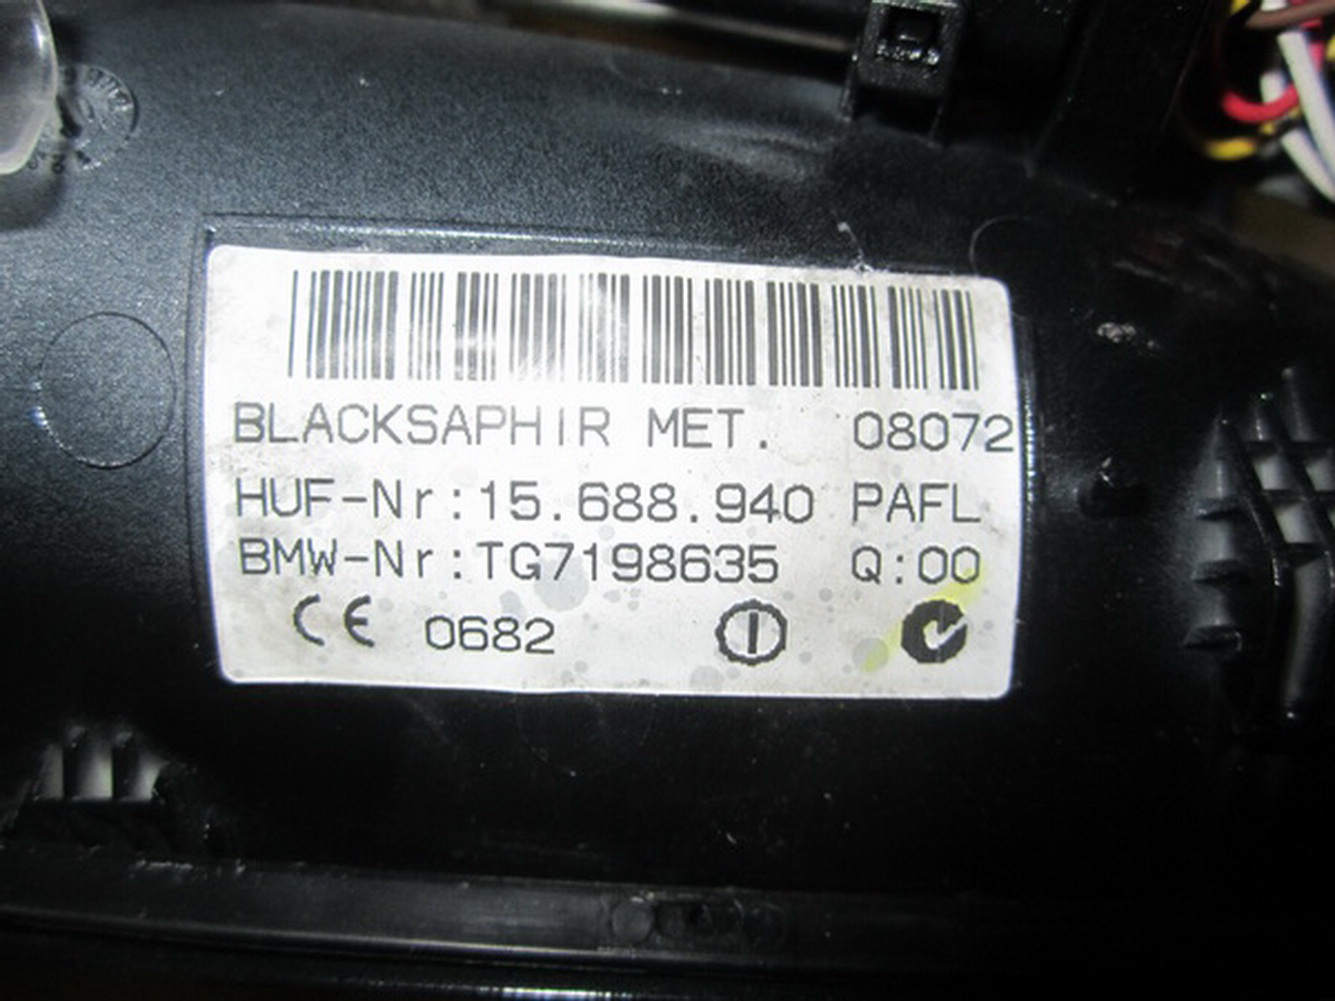 BLACKSAPHIR MET. 08072
HUF-Nr:15.688.940 PAFL
BMW-Nr:TG7198635 Q:00
CE 0682